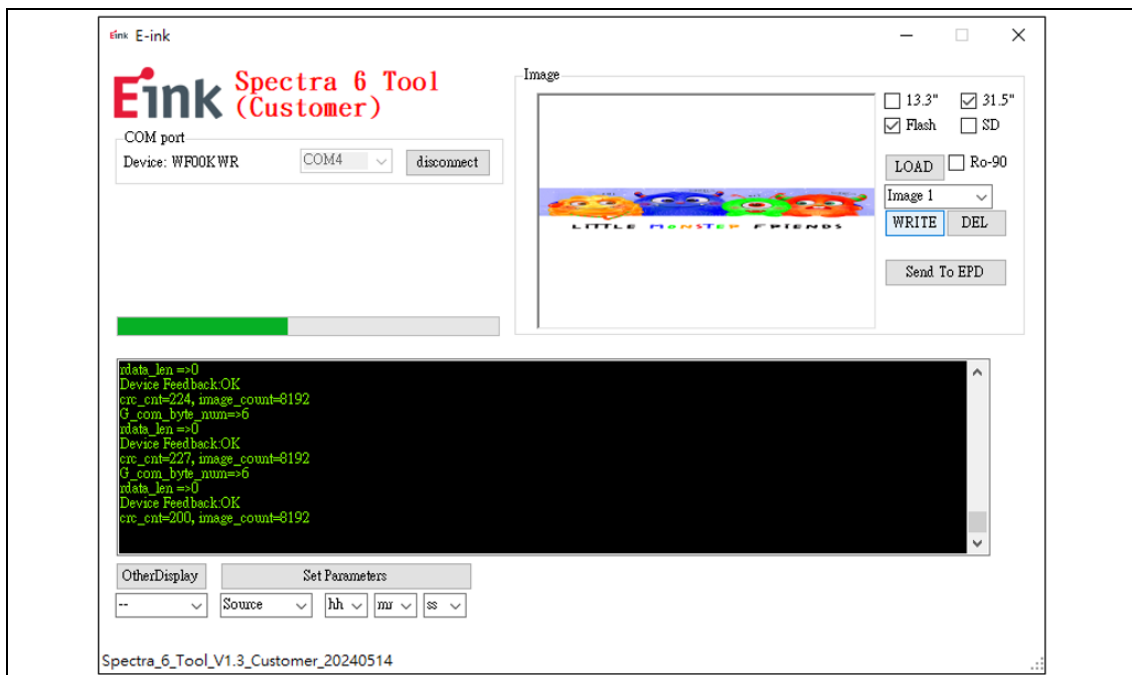 Eink E-ink
Eink Spectra 6 Tool
(Customer)
COM port
Device: WF00KWR COM4 disconnect
Image
LITTLE MONSTER FRIENDS
13.3" 31.5"
Flash SD
LOAD Ro-90
Image 1
WRITE DEL
Send To EPD
rdata_len =>0
Device Feedback:OK
crc_cnt=224, image_count=8192
G_com_byte_num=>6
rdata_len =>0
Device Feedback:OK
crc_cnt=227, image_count=8192
G_com_byte_num=>6
rdata_len =>0
Device Feedback:OK
crc_cnt=200, image_count=8192
OtherDisplay Set Parameters
-- Source hh mr ss
Spectra_6_Tool_V1.3_Customer_20240514